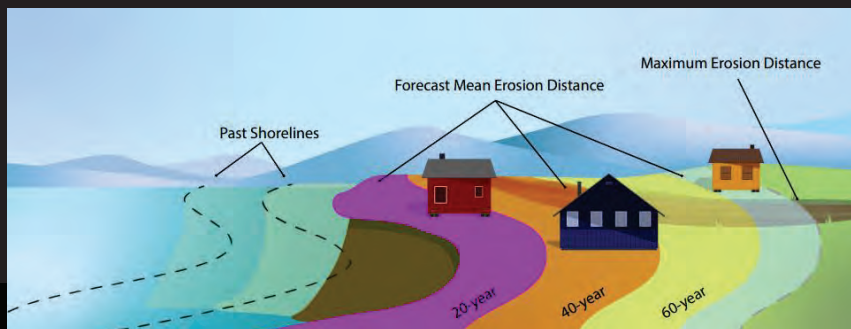 Maximum Erosion Distance
Forecast Mean Erosion Distance
Past Shorelines
20-year
40-year
60-year